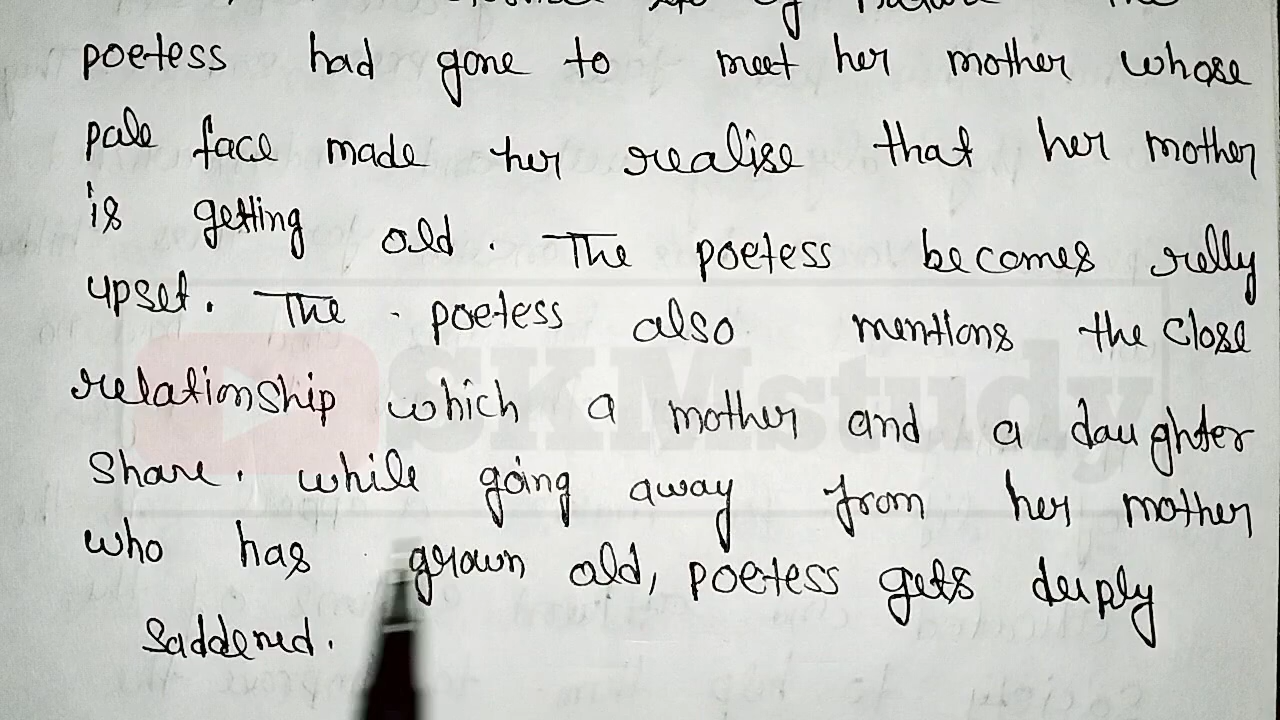 poetess had gone to meet her mother whose
pale face made her realise that her mother
is getting old. The poetess becomes relly
upset. The poetess also mentions the close
relationship which a mother and a daughter
share. while going away from her mother
who has grown old, poetess gets deeply
saddened.
SKMstudy